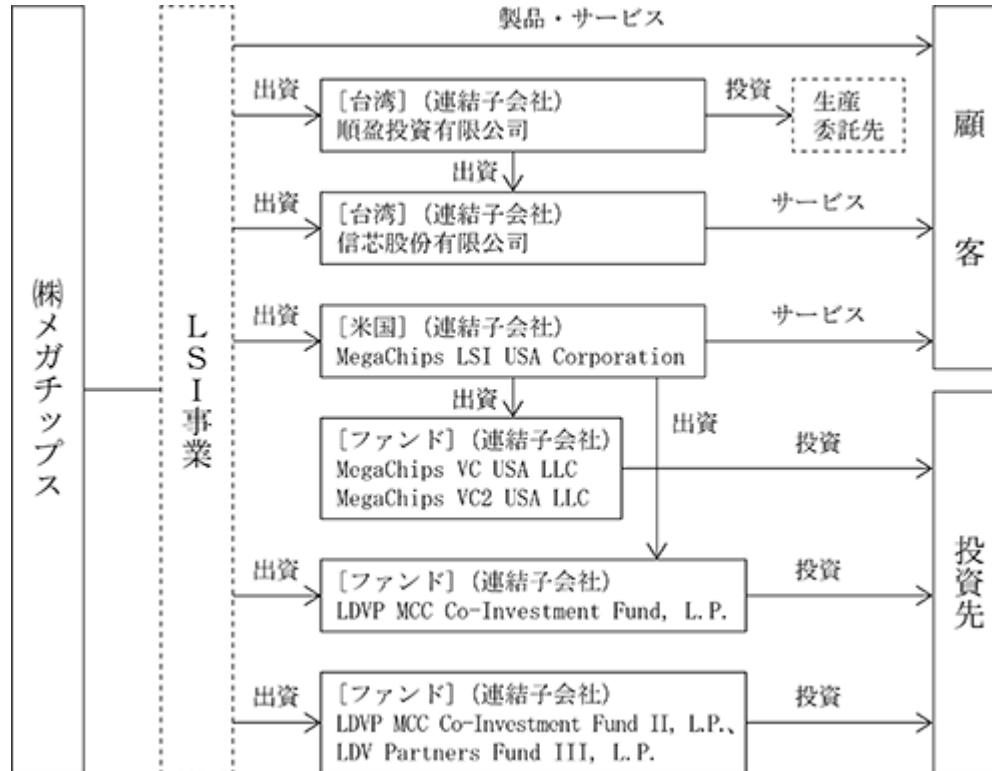 製品・サービス
㈱メガチップス
LSI事業
出資
[台湾] (連結子会社)
順盈投資有限公司
投資
生産
委託先
顧客
出資
出資
[台湾] (連結子会社)
信芯股份有限公司
サービス
出資
[米国] (連結子会社)
MegaChips LSI USA Corporation
サービス
出資
出資
[ファンド] (連結子会社)
MegaChips VC USA LLC
MegaChips VC2 USA LLC
投資
投資先
出資
[ファンド] (連結子会社)
LDVP MCC Co-Investment Fund, L.P.
投資
出資
[ファンド] (連結子会社)
LDVP MCC Co-Investment Fund II, L.P.、
LDV Partners Fund III, L.P.
投資